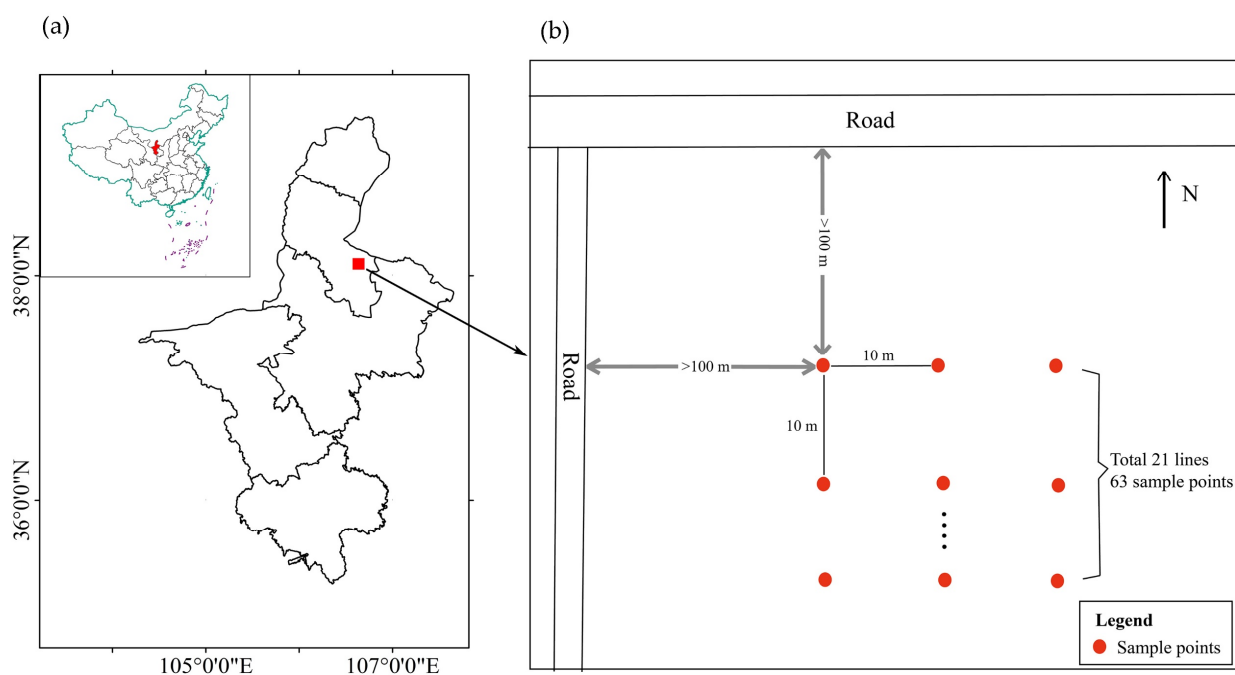 (a)
(b)
Road
N
>100 m
38°0'0"N
10 m
>100 m
Road
10 m
Total 21 lines
63 sample points
36°0'0"N
Legend
Sample points
105°0'0"E
107°0'0"E